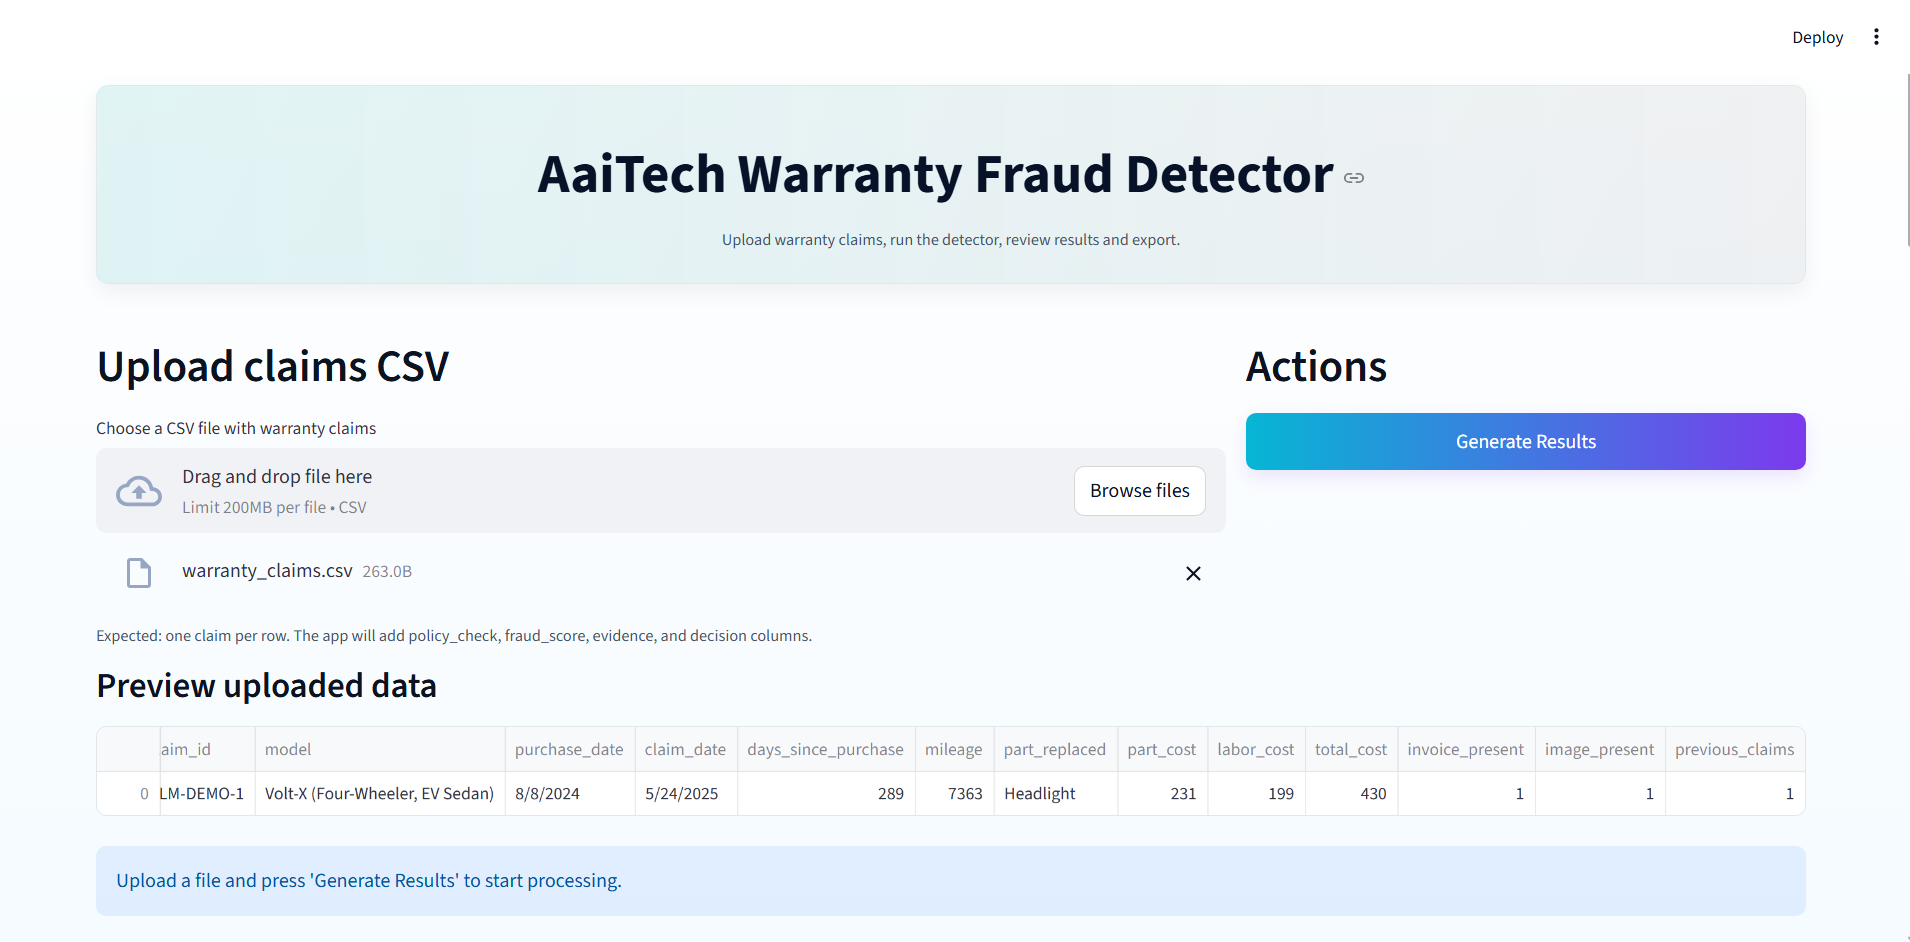 Deploy
AaiTech Warranty Fraud Detector
Upload warranty claims, run the detector, review results and export.
Upload claims CSV
Actions
Choose a CSV file with warranty claims
Generate Results
Drag and drop file here
Limit 200MB per file • CSV
Browse files
warranty_claims.csv 263.0B
Expected: one claim per row. The app will add policy_check, fraud_score, evidence, and decision columns.
Preview uploaded data
aim_id model purchase_date claim_date days_since_purchase mileage part_replaced part_cost labor_cost total_cost invoice_present image_present previous_claims
0 LM-DEMO-1 Volt-X (Four-Wheeler, EV Sedan) 8/8/2024 5/24/2025 289 7363 Headlight 231 199 430 1 1 1
Upload a file and press 'Generate Results' to start processing.